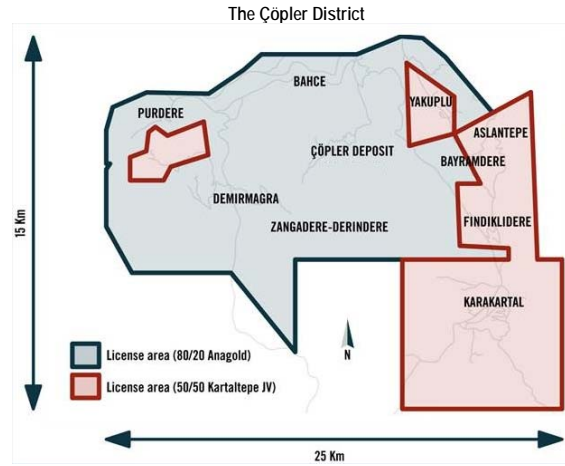 The Çöpler District
BAHCE
PURDERE
YAKUPLU
ASLANTEPE
ÇÖPLER DEPOSIT
BAYRAMDERE
DEMIRMAGRA
FINDIKLIDERE
ZANGADERE-DERINDERE
KARAKARTAL
15 Km
N
License area (80/20 Anagold)
License area (50/50 Kartaltepe JV)
25 Km